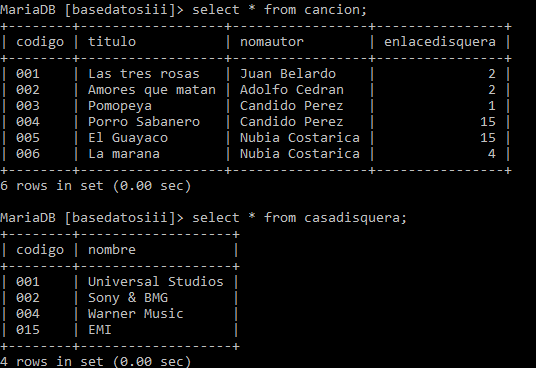 MariaDB [basedatosiii]> select * from cancion;
+--------+-------------------+-----------------+----------------+
| codigo | titulo            | nomautor        | enlacedisquera |
+--------+-------------------+-----------------+----------------+
| 001    | Las tres rosas    | Juan Belardo    |              2 |
| 002    | Amores que matan  | Adolfo Cedran   |              2 |
| 003    | Pomopeya          | Candido Perez   |              1 |
| 004    | Porro Sabanero    | Candido Perez   |             15 |
| 005    | El Guayaco        | Nubia Costarica |             15 |
| 006    | La marana         | Nubia Costarica |              4 |
+--------+-------------------+-----------------+----------------+
6 rows in set (0.00 sec)
MariaDB [basedatosiii]> select * from casadisquera;
+--------+-------------------+
| codigo | nombre            |
+--------+-------------------+
| 001    | Universal Studios |
| 002    | Sony & BMG        |
| 004    | Warner Music      |
| 015    | EMI               |
+--------+-------------------+
4 rows in set (0.00 sec)